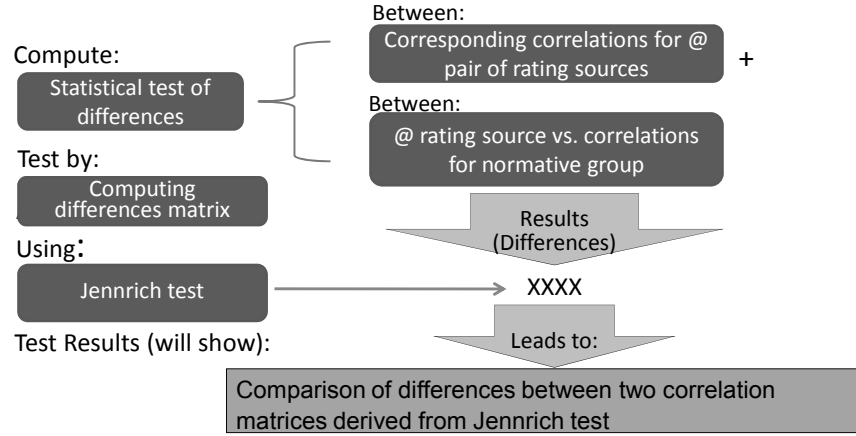 Between:
Compute:
Corresponding correlations for @
pair of rating sources
+
Statistical test of
differences
Between:
@ rating source vs. correlations
for normative group
Test by:
Computing
differences matrix
Results
(Differences)
Using:
Jennrich test
XXXX
Test Results (will show):
Leads to:
Comparison of differences between two correlation
matrices derived from Jennrich test